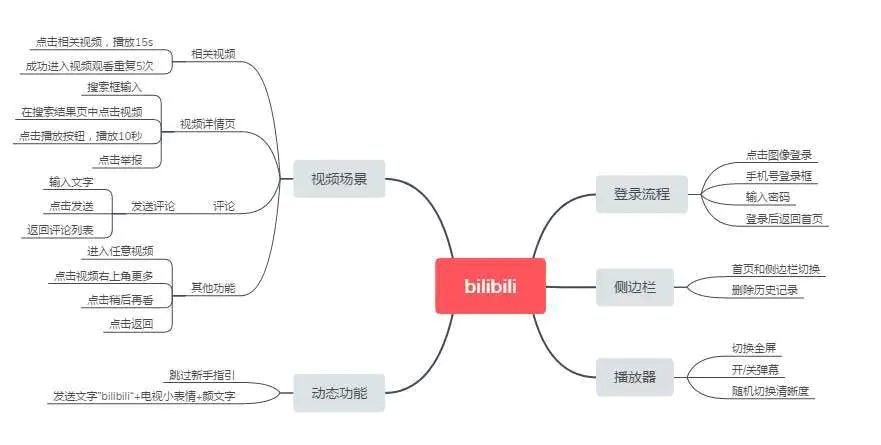 bilibili
视频场景
相关视频
点击相关视频，播放15s
成功进入视频观看重复5次
视频详情页
搜索框输入
在搜索结果页中点击视频
点击播放按钮，播放10秒
点击举报
评论
发送评论
输入文字
点击发送
返回评论列表
其他功能
进入任意视频
点击视频右上角更多
点击稍后再看
点击返回
动态功能
跳过新手指引
发送文字"bilibili"+电视小表情+颜文字
登录流程
点击图像登录
手机号登录框
输入密码
登录后返回首页
侧边栏
首页和侧边栏切换
删除历史记录
播放器
切换全屏
开/关弹幕
随机切换清晰度